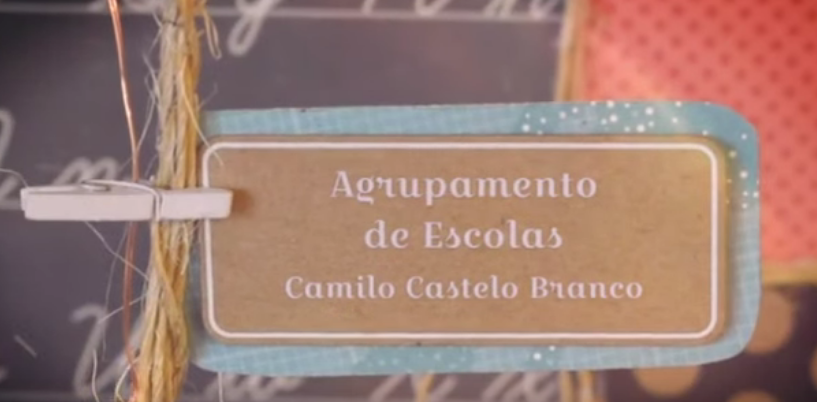 Agrupamento
de Escolas
Camilo Castelo Branco